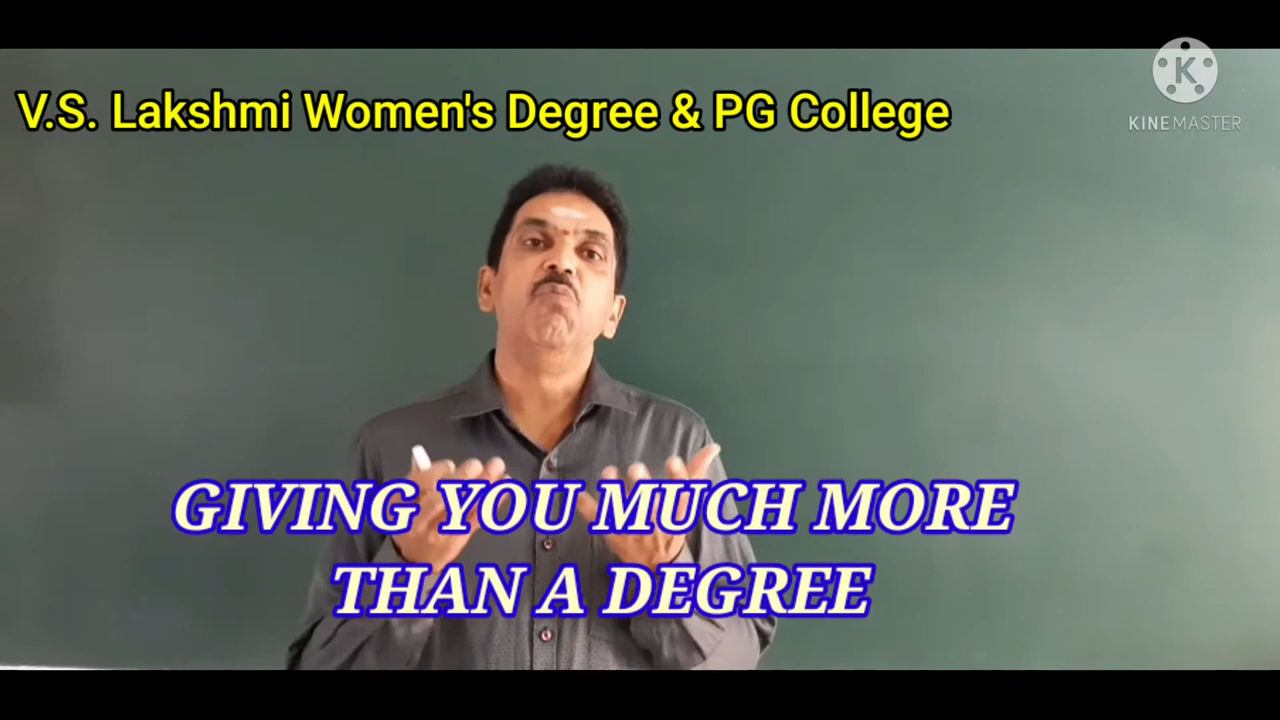 V.S. Lakshmi Women's Degree & PG College
K
KINEMASTER
GIVING YOU MUCH MORE
THAN A DEGREE